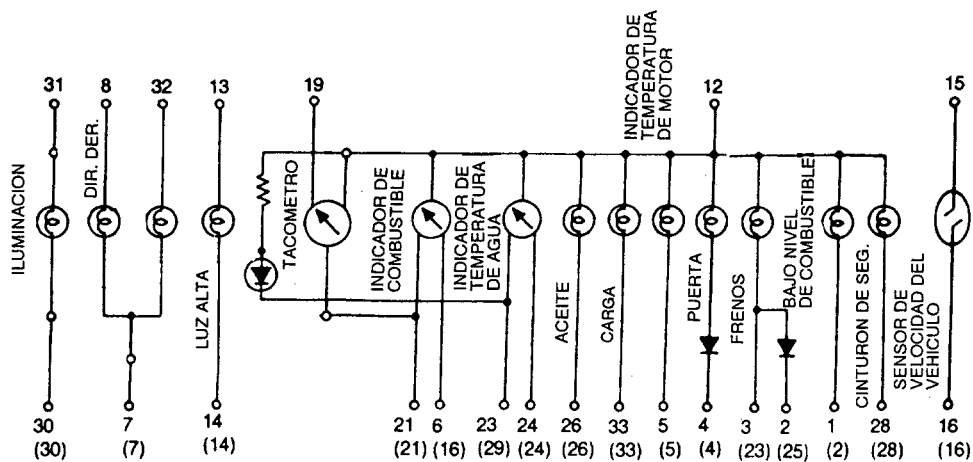 INDICADOR DE
TEMPERATURA
DE MOTOR
31
8
32
13
19
12
15
ILUMINACION
DIR. DER.
LUZ ALTA
TACOMETRO
INDICADOR DE
COMBUSTIBLE
INDICADOR DE
TEMPERATURA
DE AGUA
ACEITE
CARGA
PUERTA
FRENOS
BAJO NIVEL
DE COMBUSTIBLE
CINTURON DE SEG.
SENSOR DE
VELOCIDAD DEL
VEHICULO
30 7 14 21 6 23 24 26 33 5 4 3 2 1 28 16
(30) (7) (14) (21) (16) (29) (24) (26) (33) (5) (4) (23) (25) (2) (28) (16)